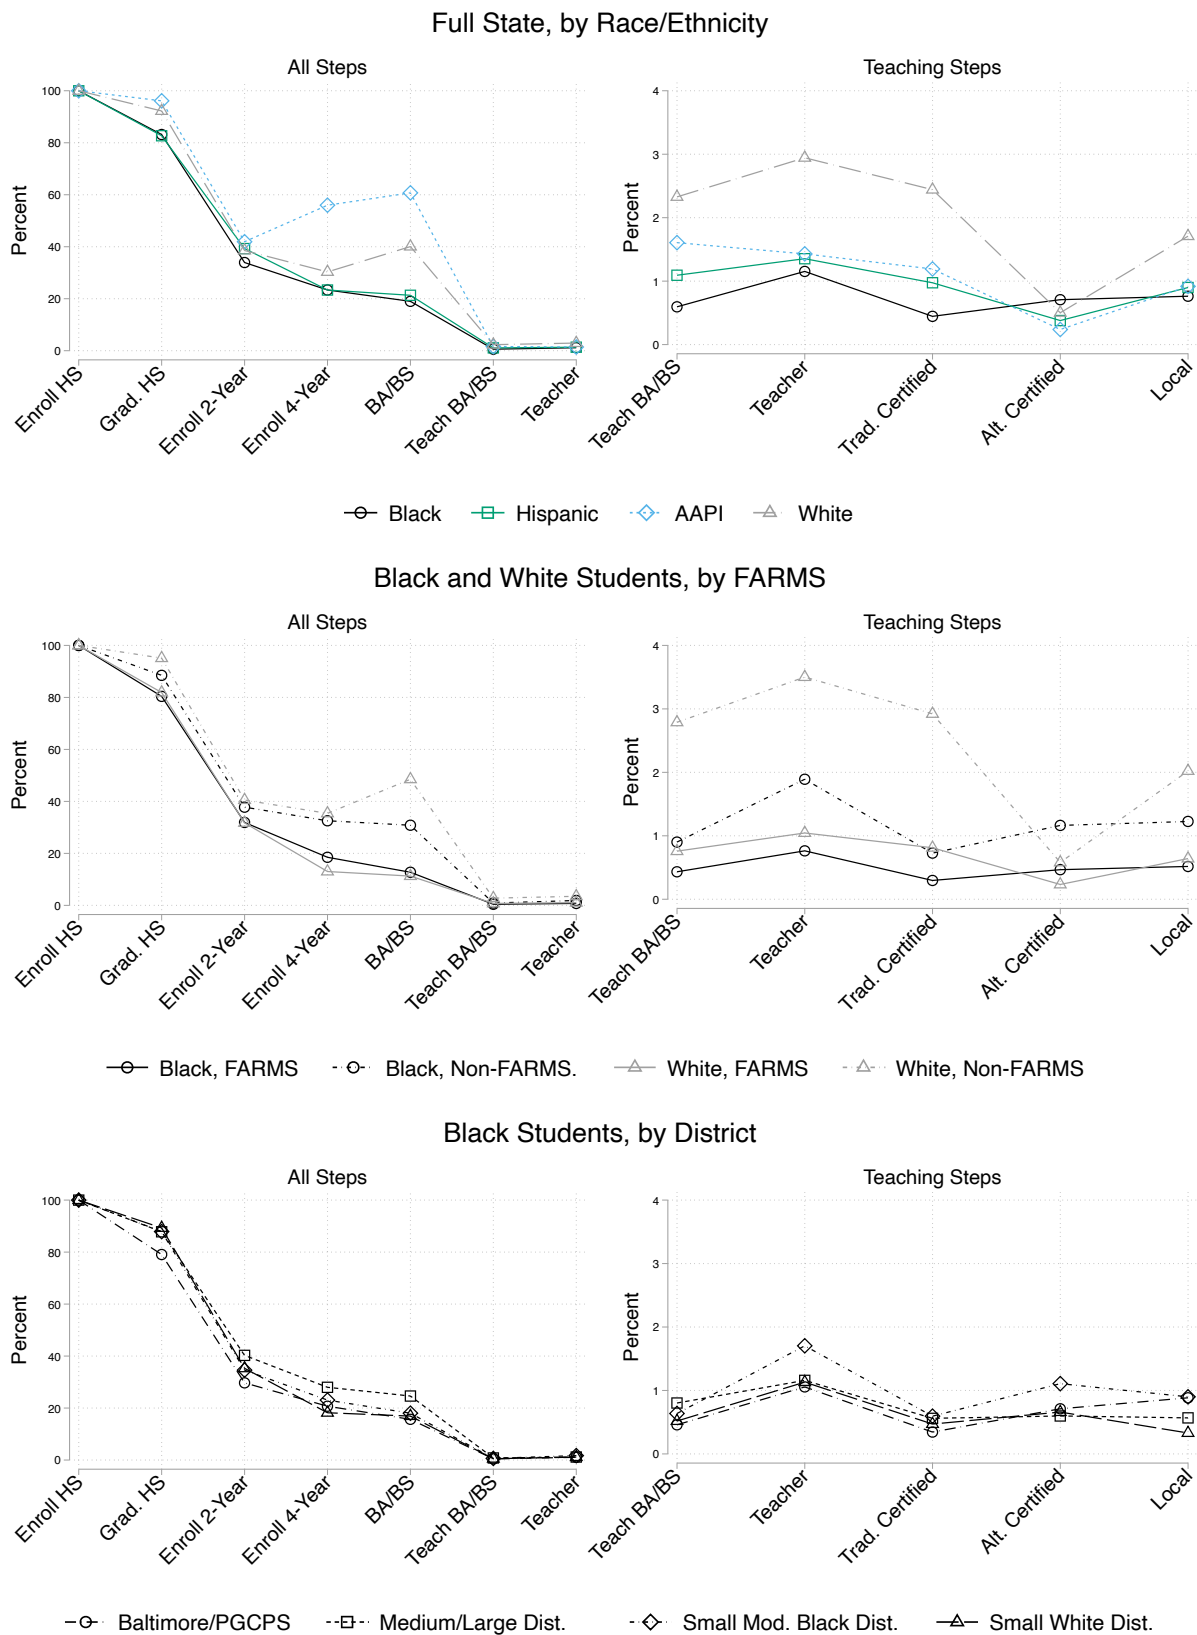 Full State, by Race/Ethnicity
All Steps
Teaching Steps
Percent
100
80
60
40
20
0
Enroll HS
Grad. HS
Enroll 2-Year
Enroll 4-Year
BA/BS
Teach BA/BS
Teacher
Percent
4
3
2
1
0
Teach BA/BS
Teacher
Trad. Certified
Alt. Certified
Local
Black Hispanic AAPI White
Black and White Students, by FARMS
All Steps
Teaching Steps
Percent
100
80
60
40
20
0
Enroll HS
Grad. HS
Enroll 2-Year
Enroll 4-Year
BA/BS
Teach BA/BS
Teacher
Percent
4
3
2
1
0
Teach BA/BS
Teacher
Trad. Certified
Alt. Certified
Local
Black, FARMS Black, Non-FARMS. White, FARMS White, Non-FARMS
Black Students, by District
All Steps
Teaching Steps
Percent
100
80
60
40
20
0
Enroll HS
Grad. HS
Enroll 2-Year
Enroll 4-Year
BA/BS
Teach BA/BS
Teacher
Percent
4
3
2
1
0
Teach BA/BS
Teacher
Trad. Certified
Alt. Certified
Local
Baltimore/PGCPS Medium/Large Dist. Small Mod. Black Dist. Small White Dist.